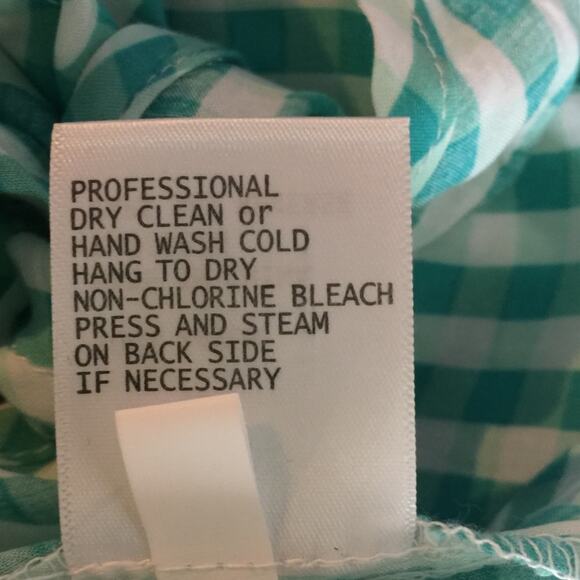 PROFESSIONAL
DRY CLEAN or
HAND WASH COLD
HANG TO DRY
NON-CHLORINE BLEACH
PRESS AND STEAM
ON BACK SIDE
IF NECESSARY